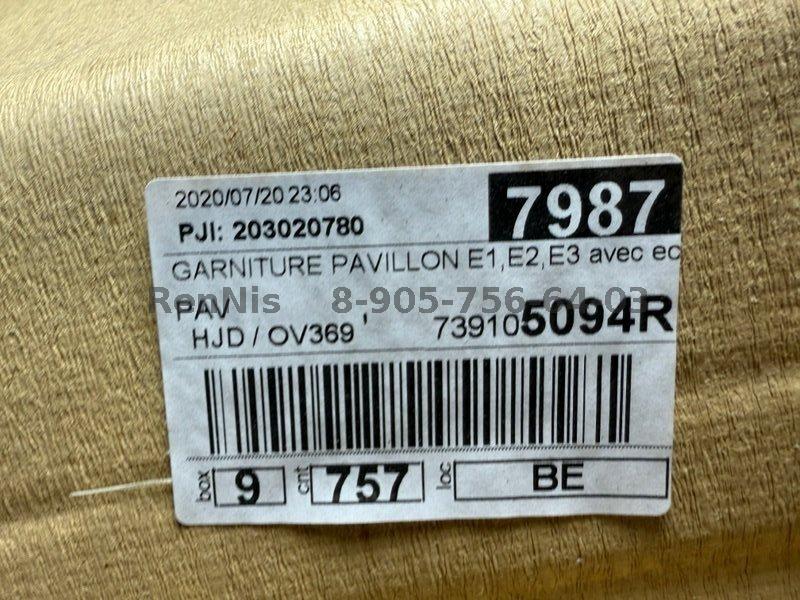 2020/07/20 23:06
7987
PJI: 203020780
GARNITURE PAVILLON E1,E2,E3 avec ec
RenNis 8-905-756-64-03
PAV
HJD / OV369 ' 739105094R
box 9 cnt 757 loc BE